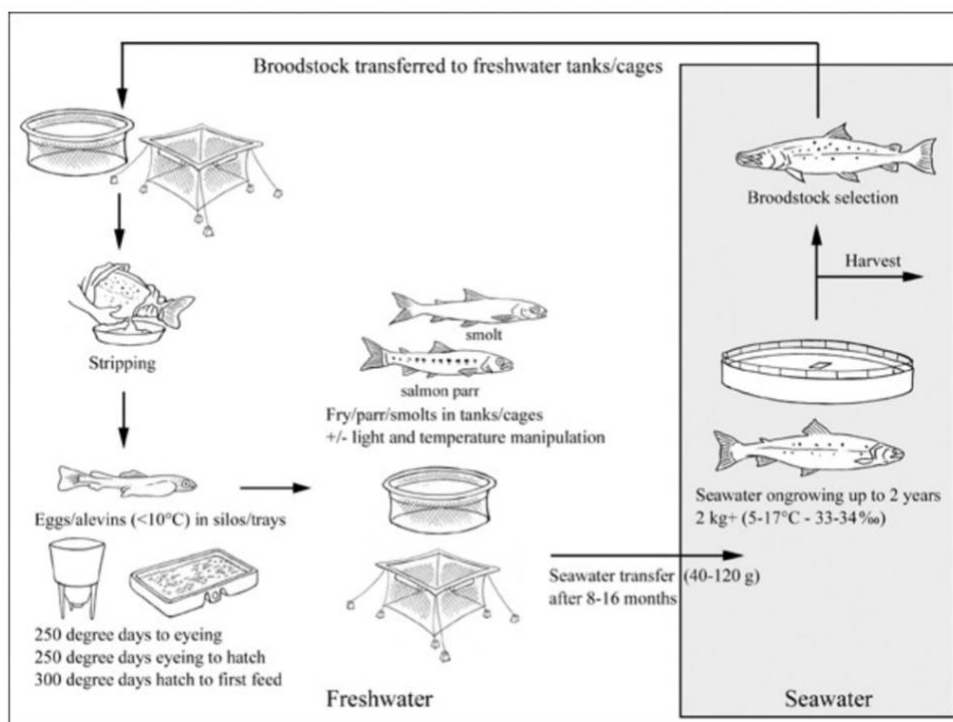 Broodstock transferred to freshwater tanks/cages
Broodstock selection
Harvest
Stripping
smolt
salmon parr
Fry/parr/smolts in tanks/cages
+/- light and temperature manipulation
Eggs/alevins (<10°C) in silos/trays
250 degree days to eyeing
250 degree days eyeing to hatch
300 degree days hatch to first feed
Seawater transfer (40-120 g)
after 8-16 months
Seawater ongrowing up to 2 years
2 kg+ (5-17°C - 33-34‰)
Freshwater
Seawater